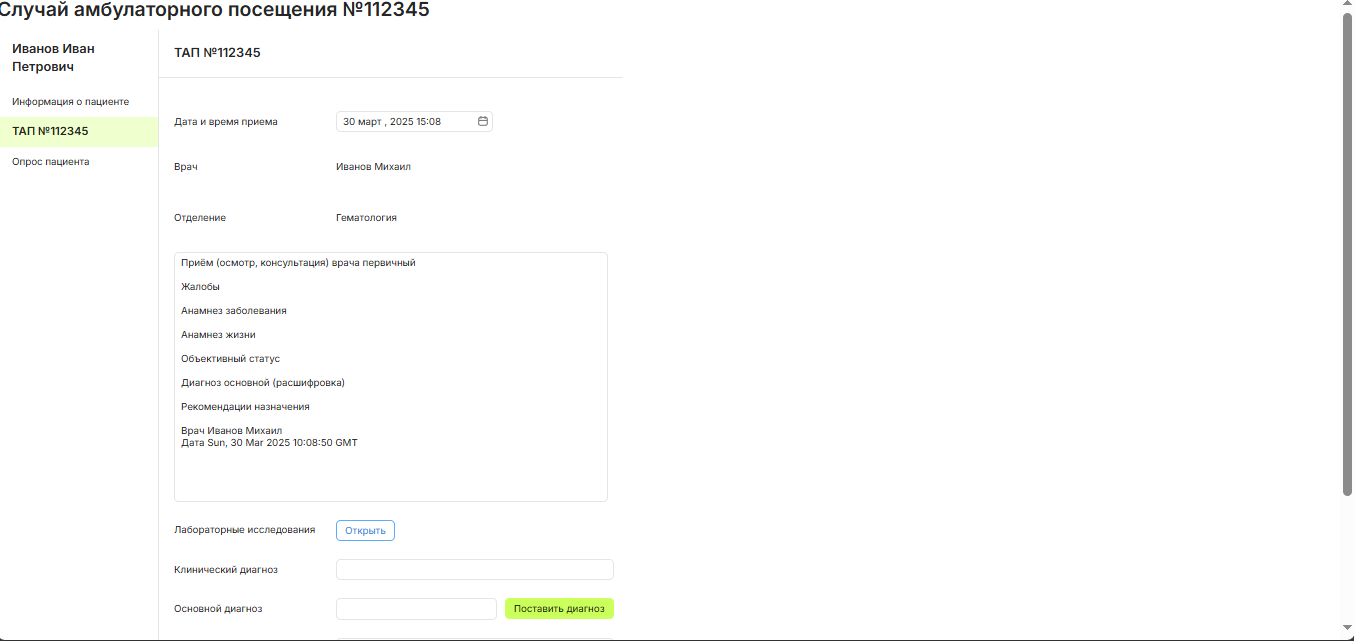 Случай амбулаторного посещения №112345
Иванов Иван
Петрович
Информация о пациенте
ТАП №112345
Опрос пациента
ТАП №112345
Дата и время приема
30 март , 2025 15:08
Врач
Иванов Михаил
Отделение
Гематология
Приём (осмотр, консультация) врача первичный
Жалобы
Анамнез заболевания
Анамнез жизни
Объективный статус
Диагноз основной (расшифровка)
Рекомендации назначения
Врач Иванов Михаил
Дата Sun, 30 Mar 2025 10:08:50 GMT
Лабораторные исследования
Открыть
Клинический диагноз
Основной диагноз
Поставить диагноз